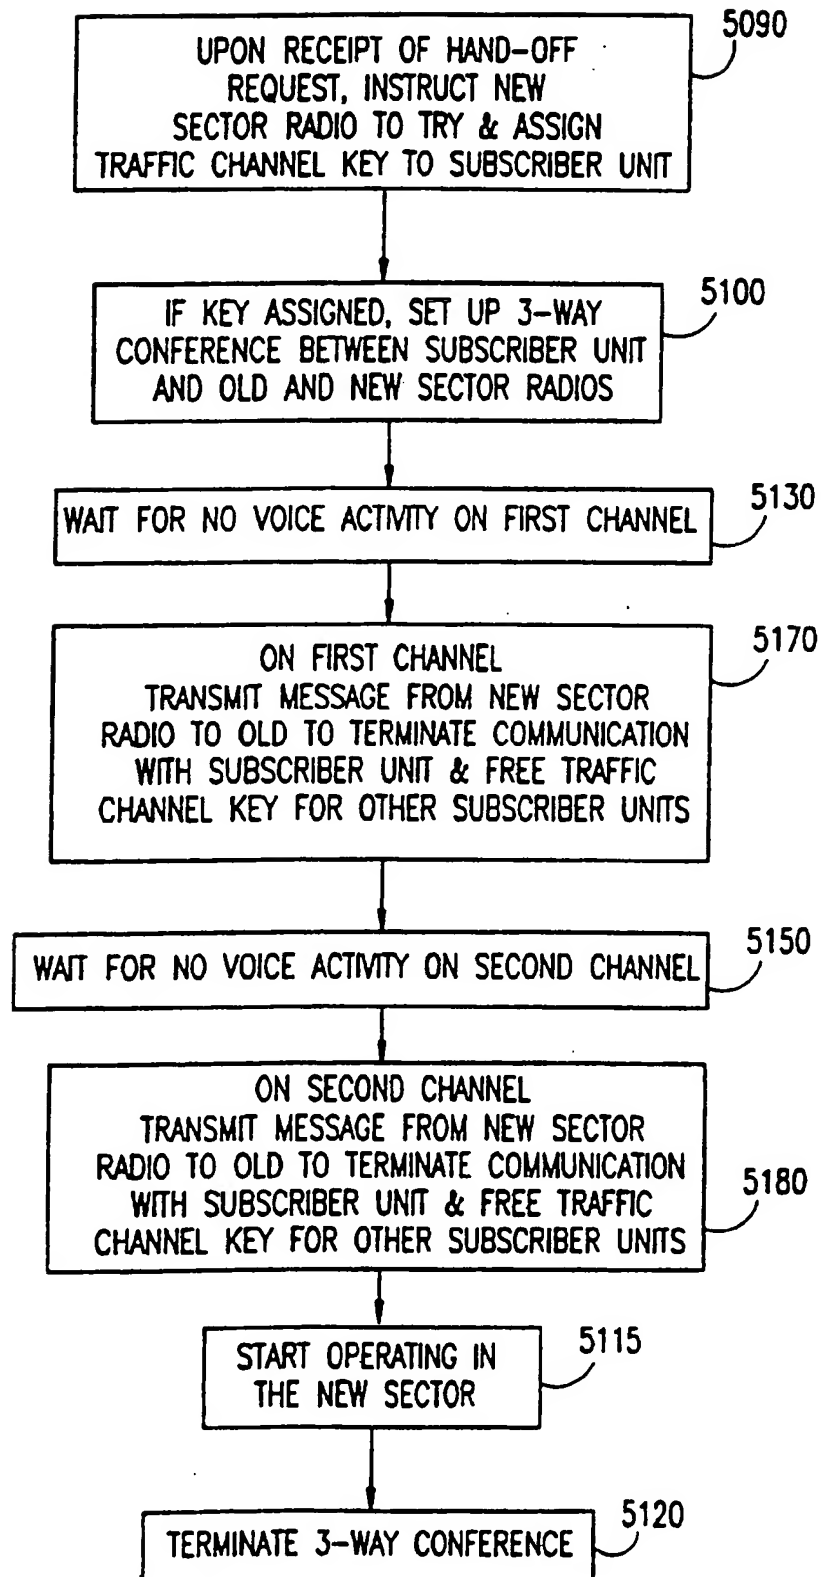 5090
UPON RECEIPT OF HAND-OFF
REQUEST, INSTRUCT NEW
SECTOR RADIO TO TRY & ASSIGN
TRAFFIC CHANNEL KEY TO SUBSCRIBER UNIT
5100
IF KEY ASSIGNED, SET UP 3-WAY
CONFERENCE BETWEEN SUBSCRIBER UNIT
AND OLD AND NEW SECTOR RADIOS
5130
WAIT FOR NO VOICE ACTIVITY ON FIRST CHANNEL
5170
ON FIRST CHANNEL
TRANSMIT MESSAGE FROM NEW SECTOR
RADIO TO OLD TO TERMINATE COMMUNICATION
WITH SUBSCRIBER UNIT & FREE TRAFFIC
CHANNEL KEY FOR OTHER SUBSCRIBER UNITS
5150
WAIT FOR NO VOICE ACTIVITY ON SECOND CHANNEL
ON SECOND CHANNEL
TRANSMIT MESSAGE FROM NEW SECTOR
RADIO TO OLD TO TERMINATE COMMUNICATION
WITH SUBSCRIBER UNIT & FREE TRAFFIC
CHANNEL KEY FOR OTHER SUBSCRIBER UNITS
5180
5115
START OPERATING IN
THE NEW SECTOR
5120
TERMINATE 3-WAY CONFERENCE